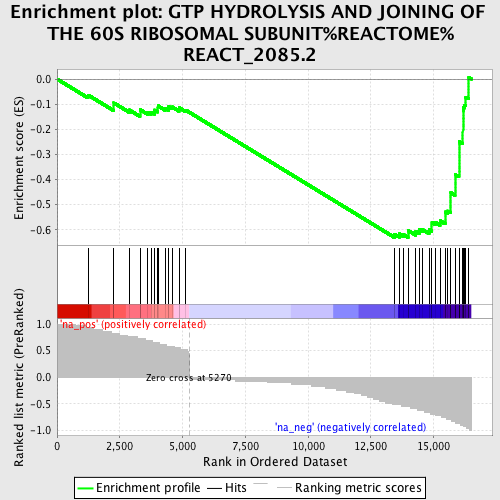 Enrichment plot: GTP HYDROLYSIS AND JOINING OF
THE 60S RIBOSOMAL SUBUNIT%REACTOME%
REACT_2085.2
Enrichment score (ES)
0.0
-0.1
-0.2
-0.3
-0.4
-0.5
-0.6
Ranked list metric (PreRanked)
1.0
0.5
0.0
-0.5
-1.0
'na_pos' (positively correlated)
Zero cross at 5270
'na_neg' (negatively correlated)
0
2,500
5,000
7,500
10,000
12,500
15,000
Rank in Ordered Dataset
Enrichment profile
Hits
Ranking metric scores